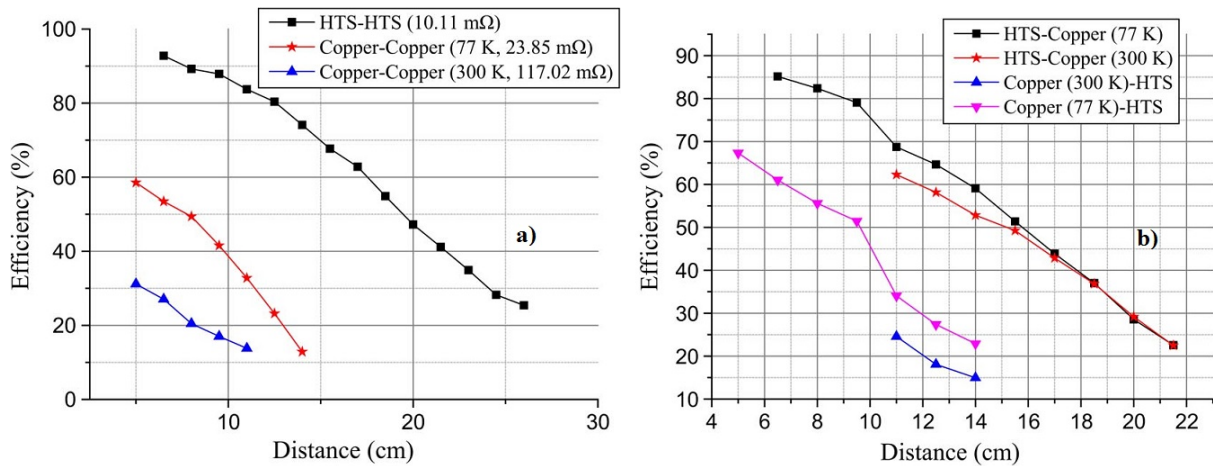 HTS-HTS (10.11 mΩ)
Copper-Copper (77 K, 23.85 mΩ)
Copper-Copper (300 K, 117.02 mΩ)
100
80
60
40
20
0
10
20
30
Efficiency (%)
Distance (cm)
a)
HTS-Copper (77 K)
HTS-Copper (300 K)
Copper (300 K)-HTS
Copper (77 K)-HTS
90
80
70
60
50
40
30
20
10
4 6 8 10 12 14 16 18 20 22
Efficiency (%)
Distance (cm)
b)